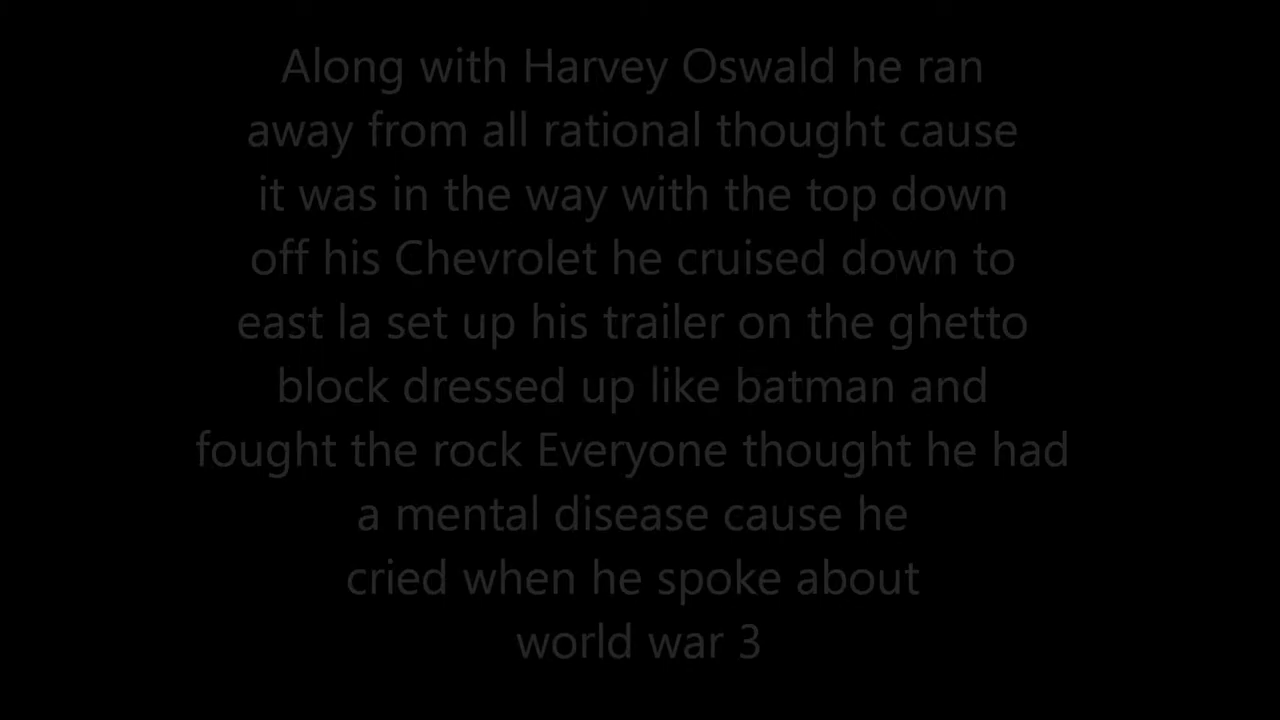 Along with Harvey Oswald he ran
away from all rational thought cause
it was in the way with the top down
off his Chevrolet he cruised down to
east la set up his trailer on the ghetto
block dressed up like batman and
fought the rock Everyone thought he had
a mental disease cause he
cried when he spoke about
world war 3